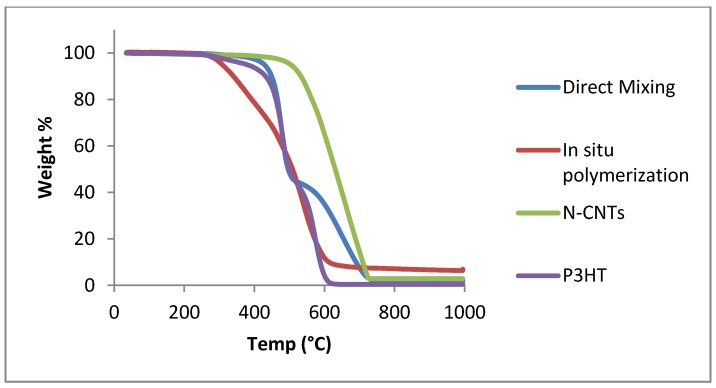 100
80
60
40
20
0
Weight %
0 200 400 600 800 1000
Temp (°C)
Direct Mixing
In situ
polymerization
N-CNTs
P3HT